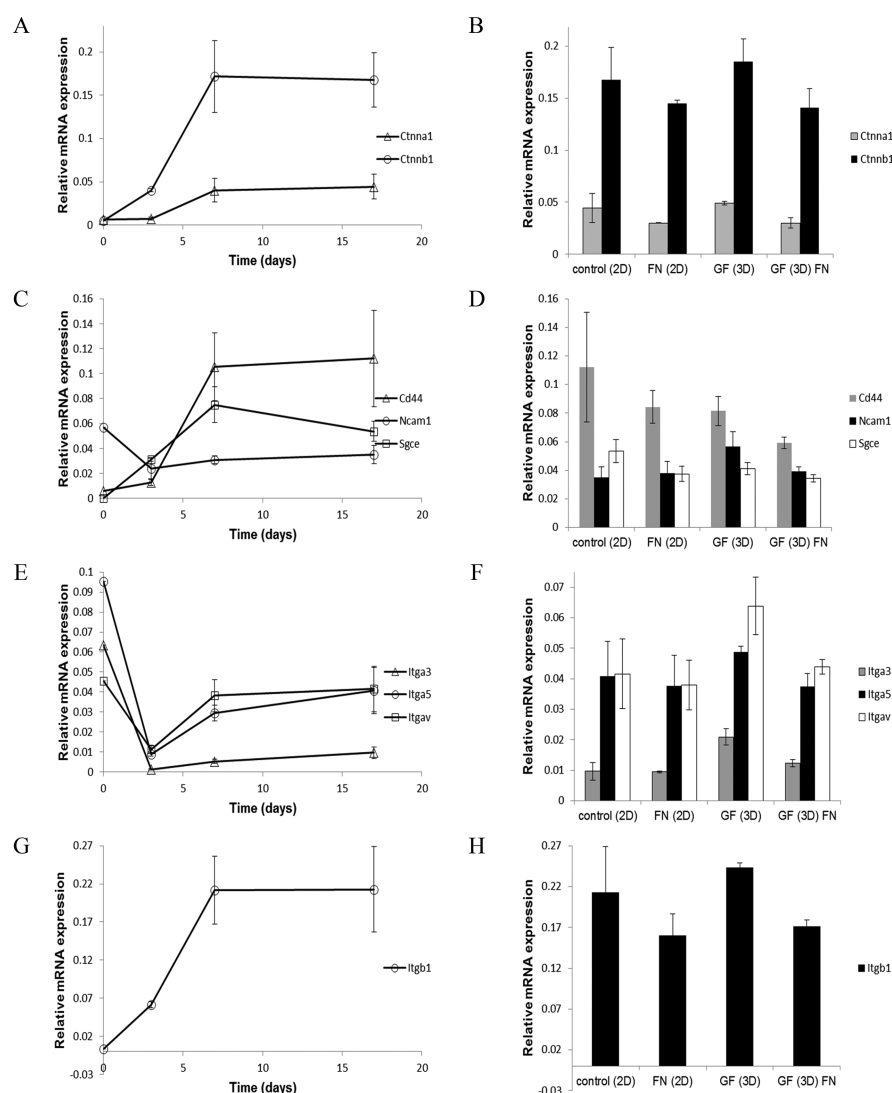 A
Relative mRNA expression
0.2
0.15
0.1
0.05
0
0 5 10 15 20
Time (days)
Ctnna1
Ctnnb1
B
Relative mRNA expression
0.2
0.15
0.1
0.05
0
control (2D) FN (2D) GF (3D) GF (3D) FN
Ctnna1
Ctnnb1
C
Relative mRNA expression
0.16
0.14
0.12
0.1
0.08
0.06
0.04
0.02
0
0 5 10 15 20
Time (days)
Cd44
Ncam1
Sgce
D
Relative mRNA expression
0.16
0.14
0.12
0.1
0.08
0.06
0.04
0.02
0
control (2D) FN (2D) GF (3D) GF (3D) FN
Cd44
Ncam1
Sgce
E
Relative mRNA expression
0.1
0.09
0.08
0.07
0.06
0.05
0.04
0.03
0.02
0.01
0
0 5 10 15 20
Time (days)
Itga3
Itga5
Itgav
F
Relative mRNA expression
0.07
0.06
0.05
0.04
0.03
0.02
0.01
0
control (2D) FN (2D) GF (3D) GF (3D) FN
Itga3
Itga5
Itgav
G
Relative mRNA expression
0.27
0.22
0.17
0.12
0.07
0.02
-0.03
0 5 10 15 20
Time (days)
Itgb1
H
Relative mRNA expression
0.27
0.22
0.17
0.12
0.07
0.02
-0.03
control (2D) FN (2D) GF (3D) GF (3D) FN
Itgb1